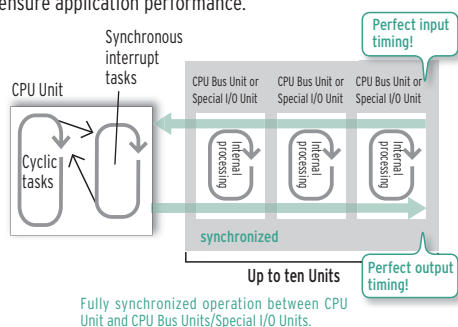 ensure application performance.
Perfect input
timing!
Synchronous
interrupt
tasks
CPU Unit
CPU Bus Unit or
Special I/O Unit
CPU Bus Unit or
Special I/O Unit
CPU Bus Unit or
Special I/O Unit
Cyclic
tasks
Internal
processing
Internal
processing
Internal
processing
synchronized
Up to ten Units
Perfect output
timing!
Fully synchronized operation between CPU
Unit and CPU Bus Units/Special I/O Units.